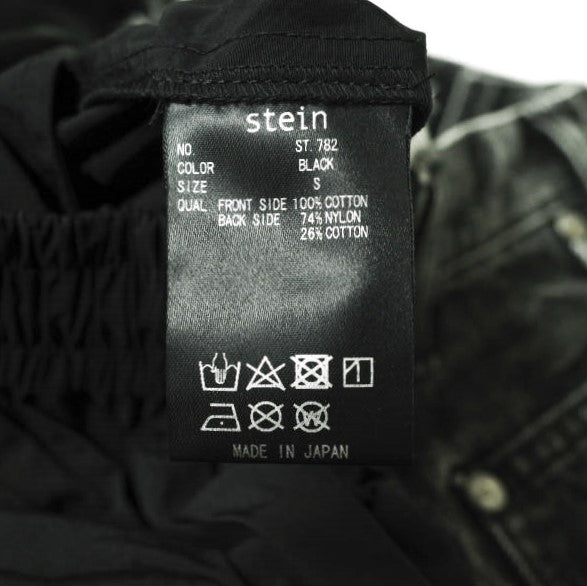 stein
NO. ST. 782
COLOR BLACK
SIZE S
QUAL FRONT SIDE 100% COTTON
BACK SIDE 74% NYLON
26% COTTON
W
MADE IN JAPAN